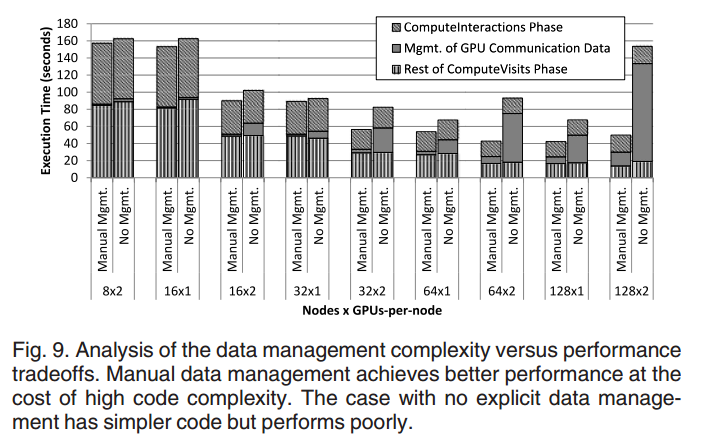 180
160
140
120
100
80
60
40
20
0
Execution Time (seconds)
ComputeInteractions Phase
Mgmt. of GPU Communication Data
Rest of ComputeVisits Phase
Manual Mgmt.
No Mgmt.
Manual Mgmt.
No Mgmt.
Manual Mgmt.
No Mgmt.
Manual Mgmt.
No Mgmt.
Manual Mgmt.
No Mgmt.
Manual Mgmt.
No Mgmt.
Manual Mgmt.
No Mgmt.
Manual Mgmt.
No Mgmt.
Manual Mgmt.
No Mgmt.
8x2 16x1 16x2 32x1 32x2 64x1 64x2 128x1 128x2
Nodes x GPUs-per-node
Fig. 9. Analysis of the data management complexity versus performance
tradeoffs. Manual data management achieves better performance at the
cost of high code complexity. The case with no explicit data manage-
ment has simpler code but performs poorly.